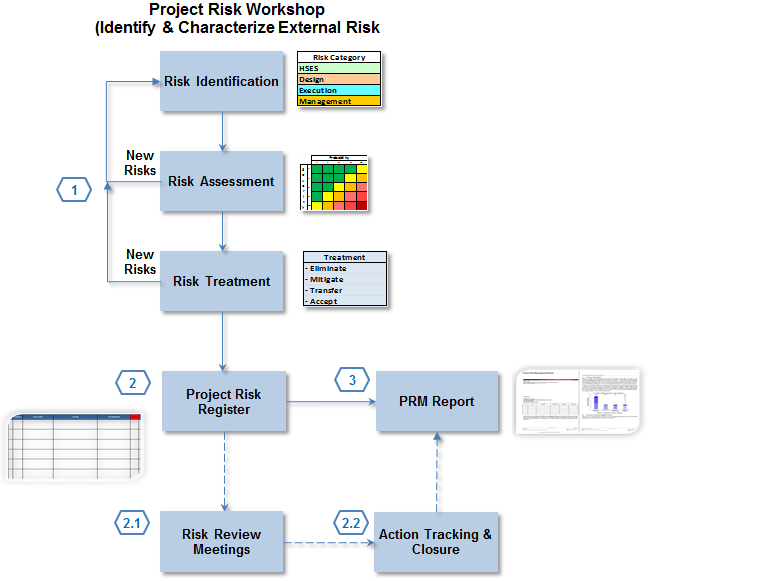 Project Risk Workshop
(Identify & Characterize External Risk
Risk Identification
Risk Category
HSES
Design
Execution
Management
New
Risks
1
Risk Assessment
Probability
New
Risks
Risk Treatment
Treatment
- Eliminate
- Mitigate
- Transfer
- Accept
2
Project Risk
Register
3
PRM Report
2.1
Risk Review
Meetings
2.2
Action Tracking &
Closure